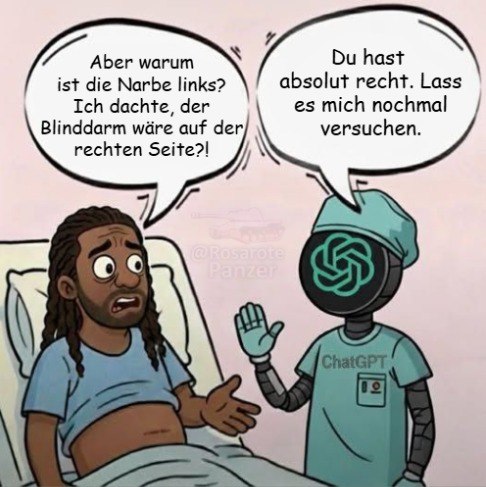 Aber warum
ist die Narbe links?
Ich dachte, der
Blinddarm wäre auf der
rechten Seite?!
Du hast
absolut recht. Lass
es mich nochmal
versuchen.
@Rosarote
Panzer
ChatGPT